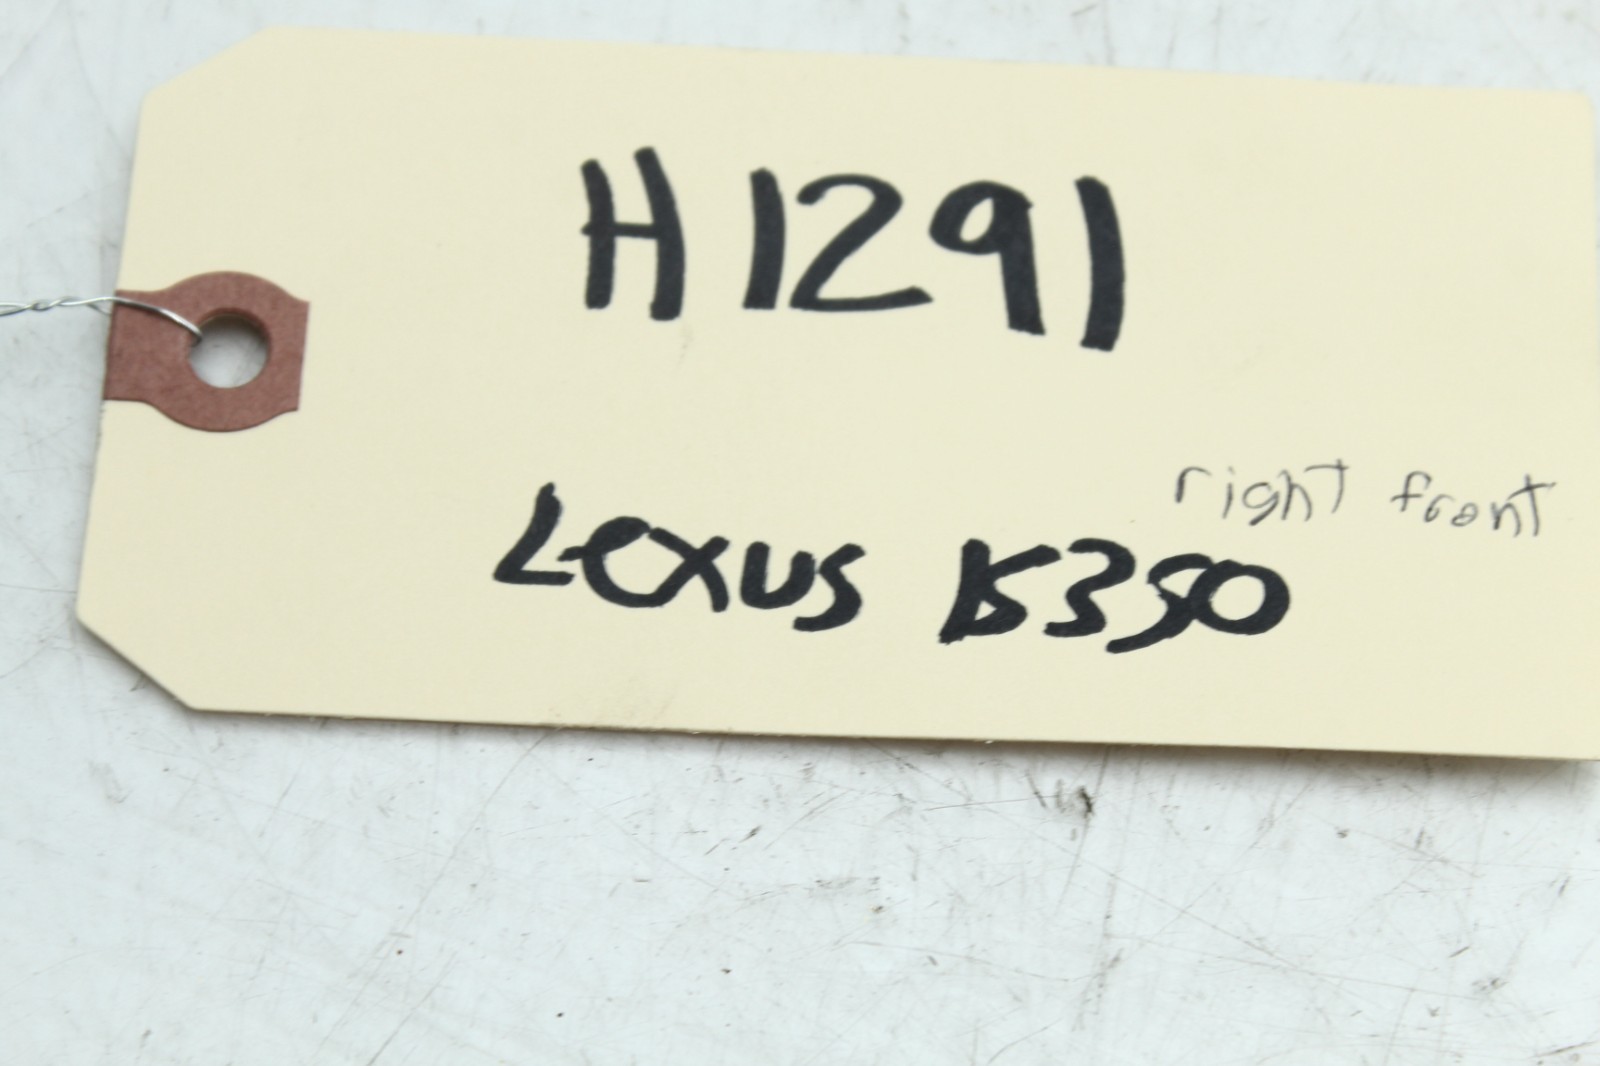 H1291
right front
Lexus IS350